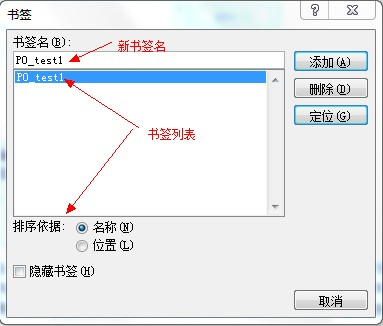 书签
书签名(B):
新书签名
PO_test1
添加(A)
PO_test1
删除(D)
定位(G)
书签列表
排序依据:
名称(N)
位置(L)
隐藏书签(H)
取消